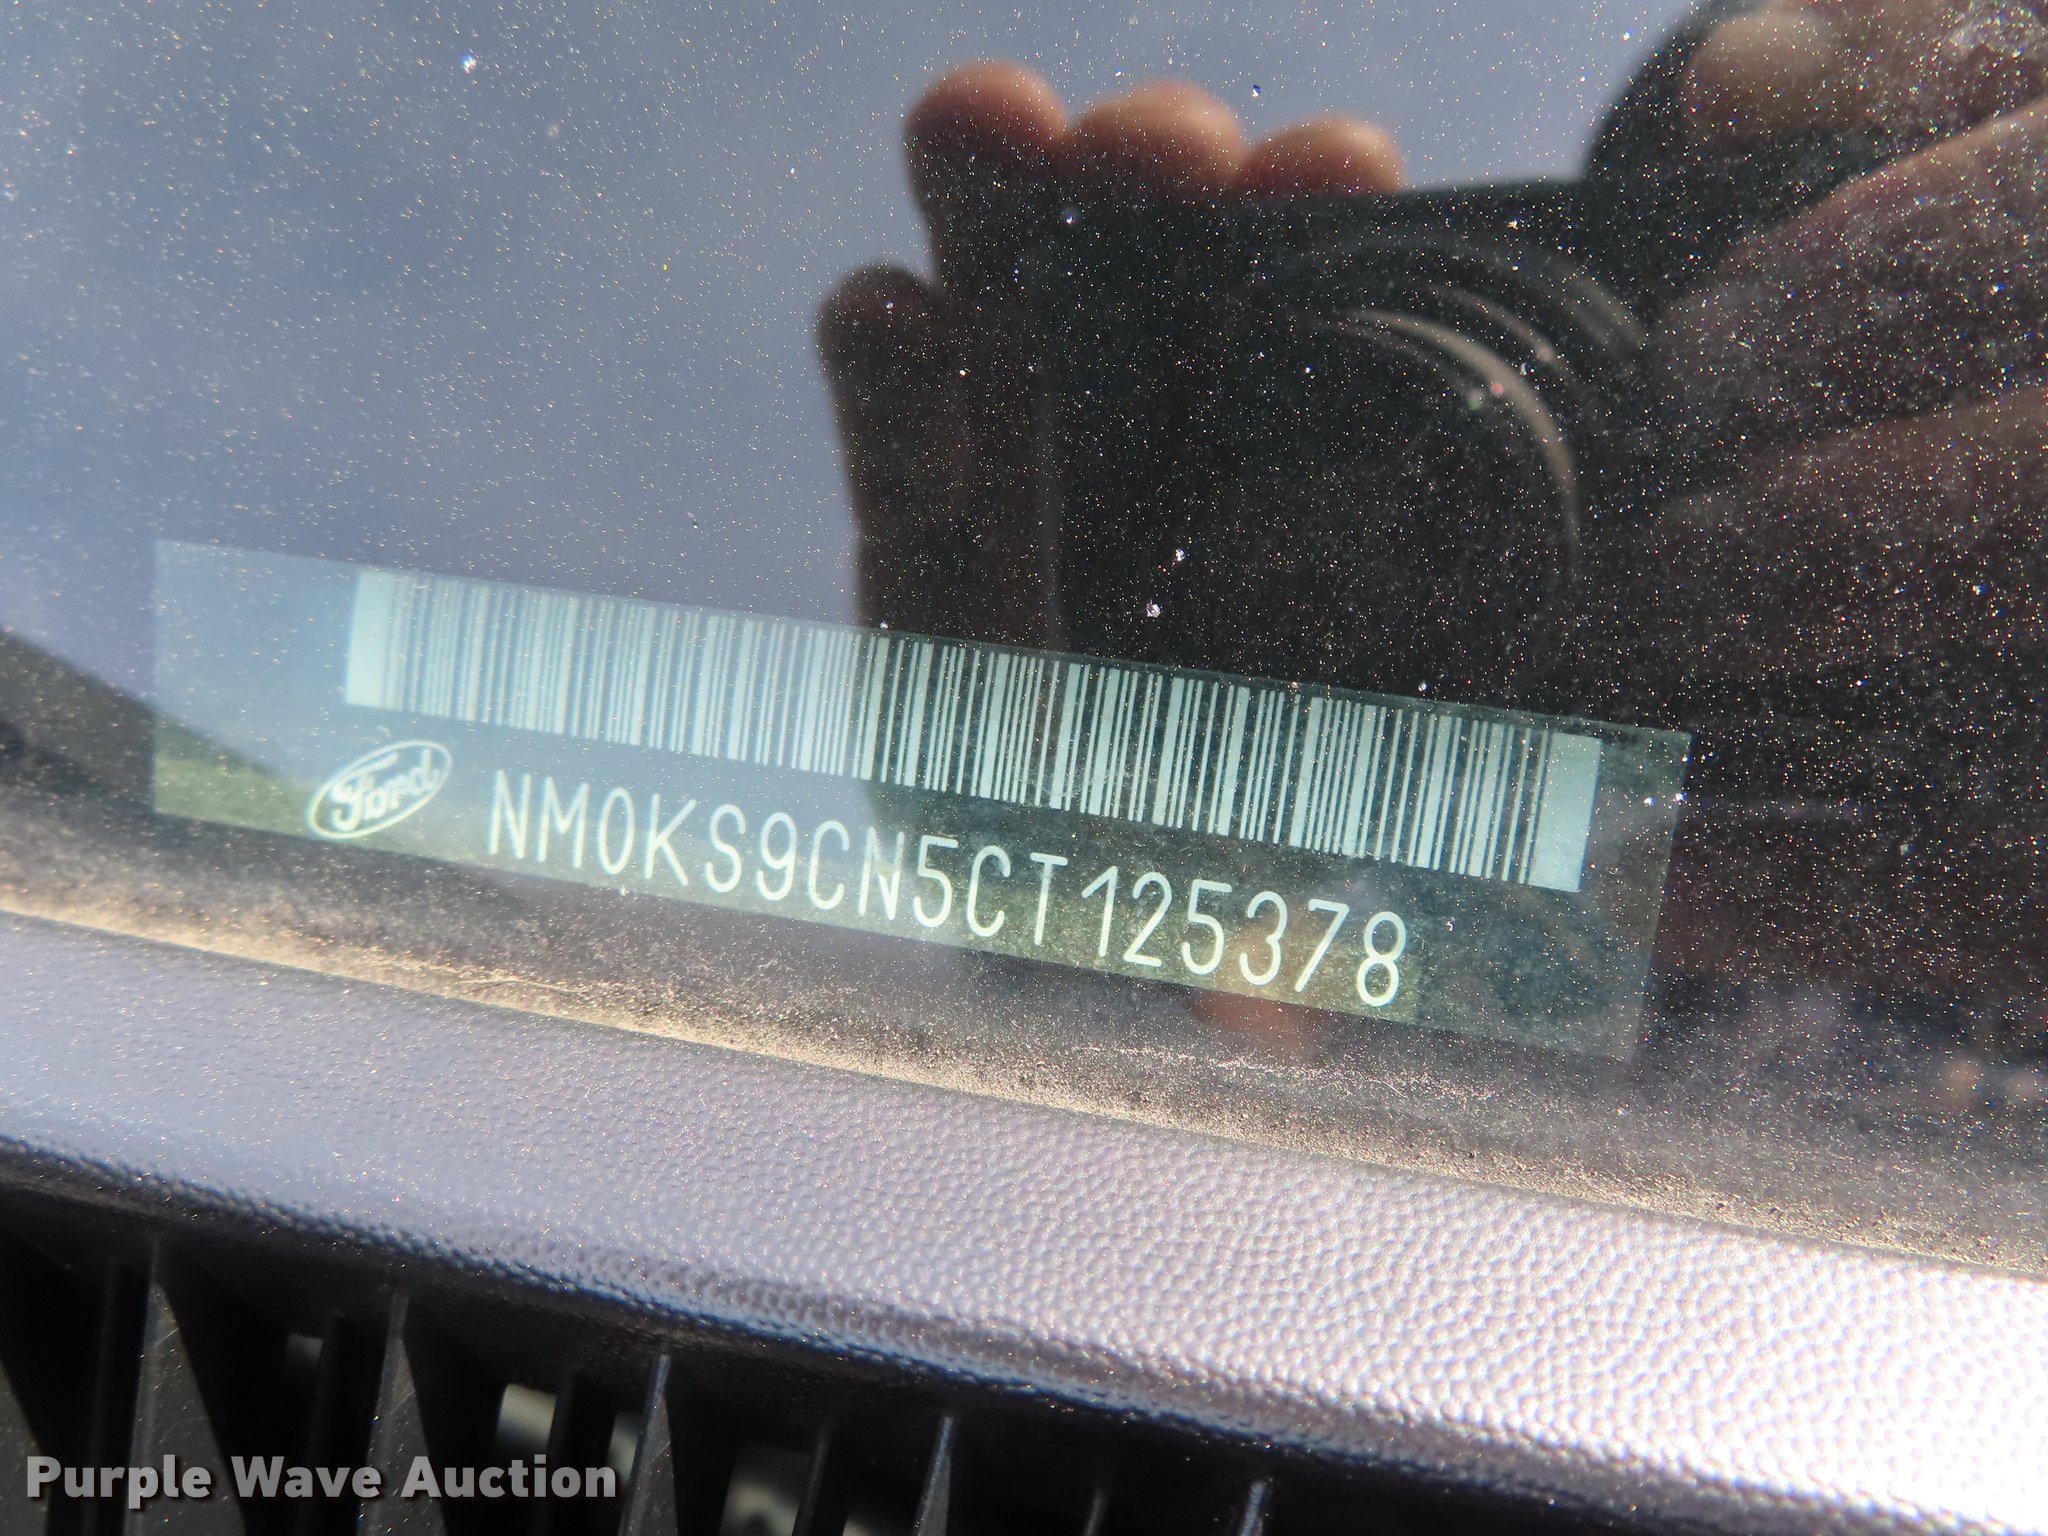 Ford NM0KS9CN5CT125378
Purple Wave Auction